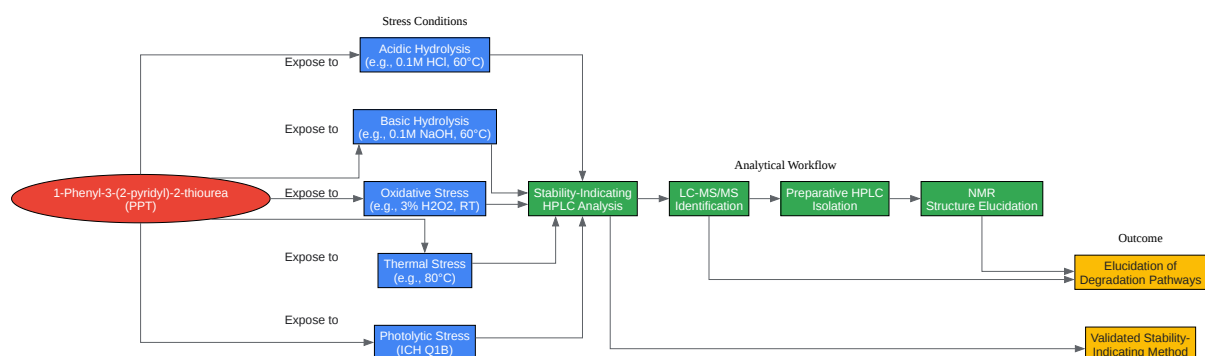 Stress Conditions
Acidic Hydrolysis
(e.g., 0.1M HCl, 60°C)
Expose to
Basic Hydrolysis
(e.g., 0.1M NaOH, 60°C)
Expose to
Analytical Workflow
1-Phenyl-3-(2-pyridyl)-2-thiourea
(PPT)
Expose to
Oxidative Stress
(e.g., 3% H2O2, RT)
Stability-Indicating
HPLC Analysis
LC-MS/MS
Identification
Preparative HPLC
Isolation
NMR
Structure Elucidation
Outcome
Expose to
Thermal Stress
(e.g., 80°C)
Elucidation of
Degradation Pathways
Expose to
Photolytic Stress
(ICH Q1B)
Validated Stability-
Indicating Method